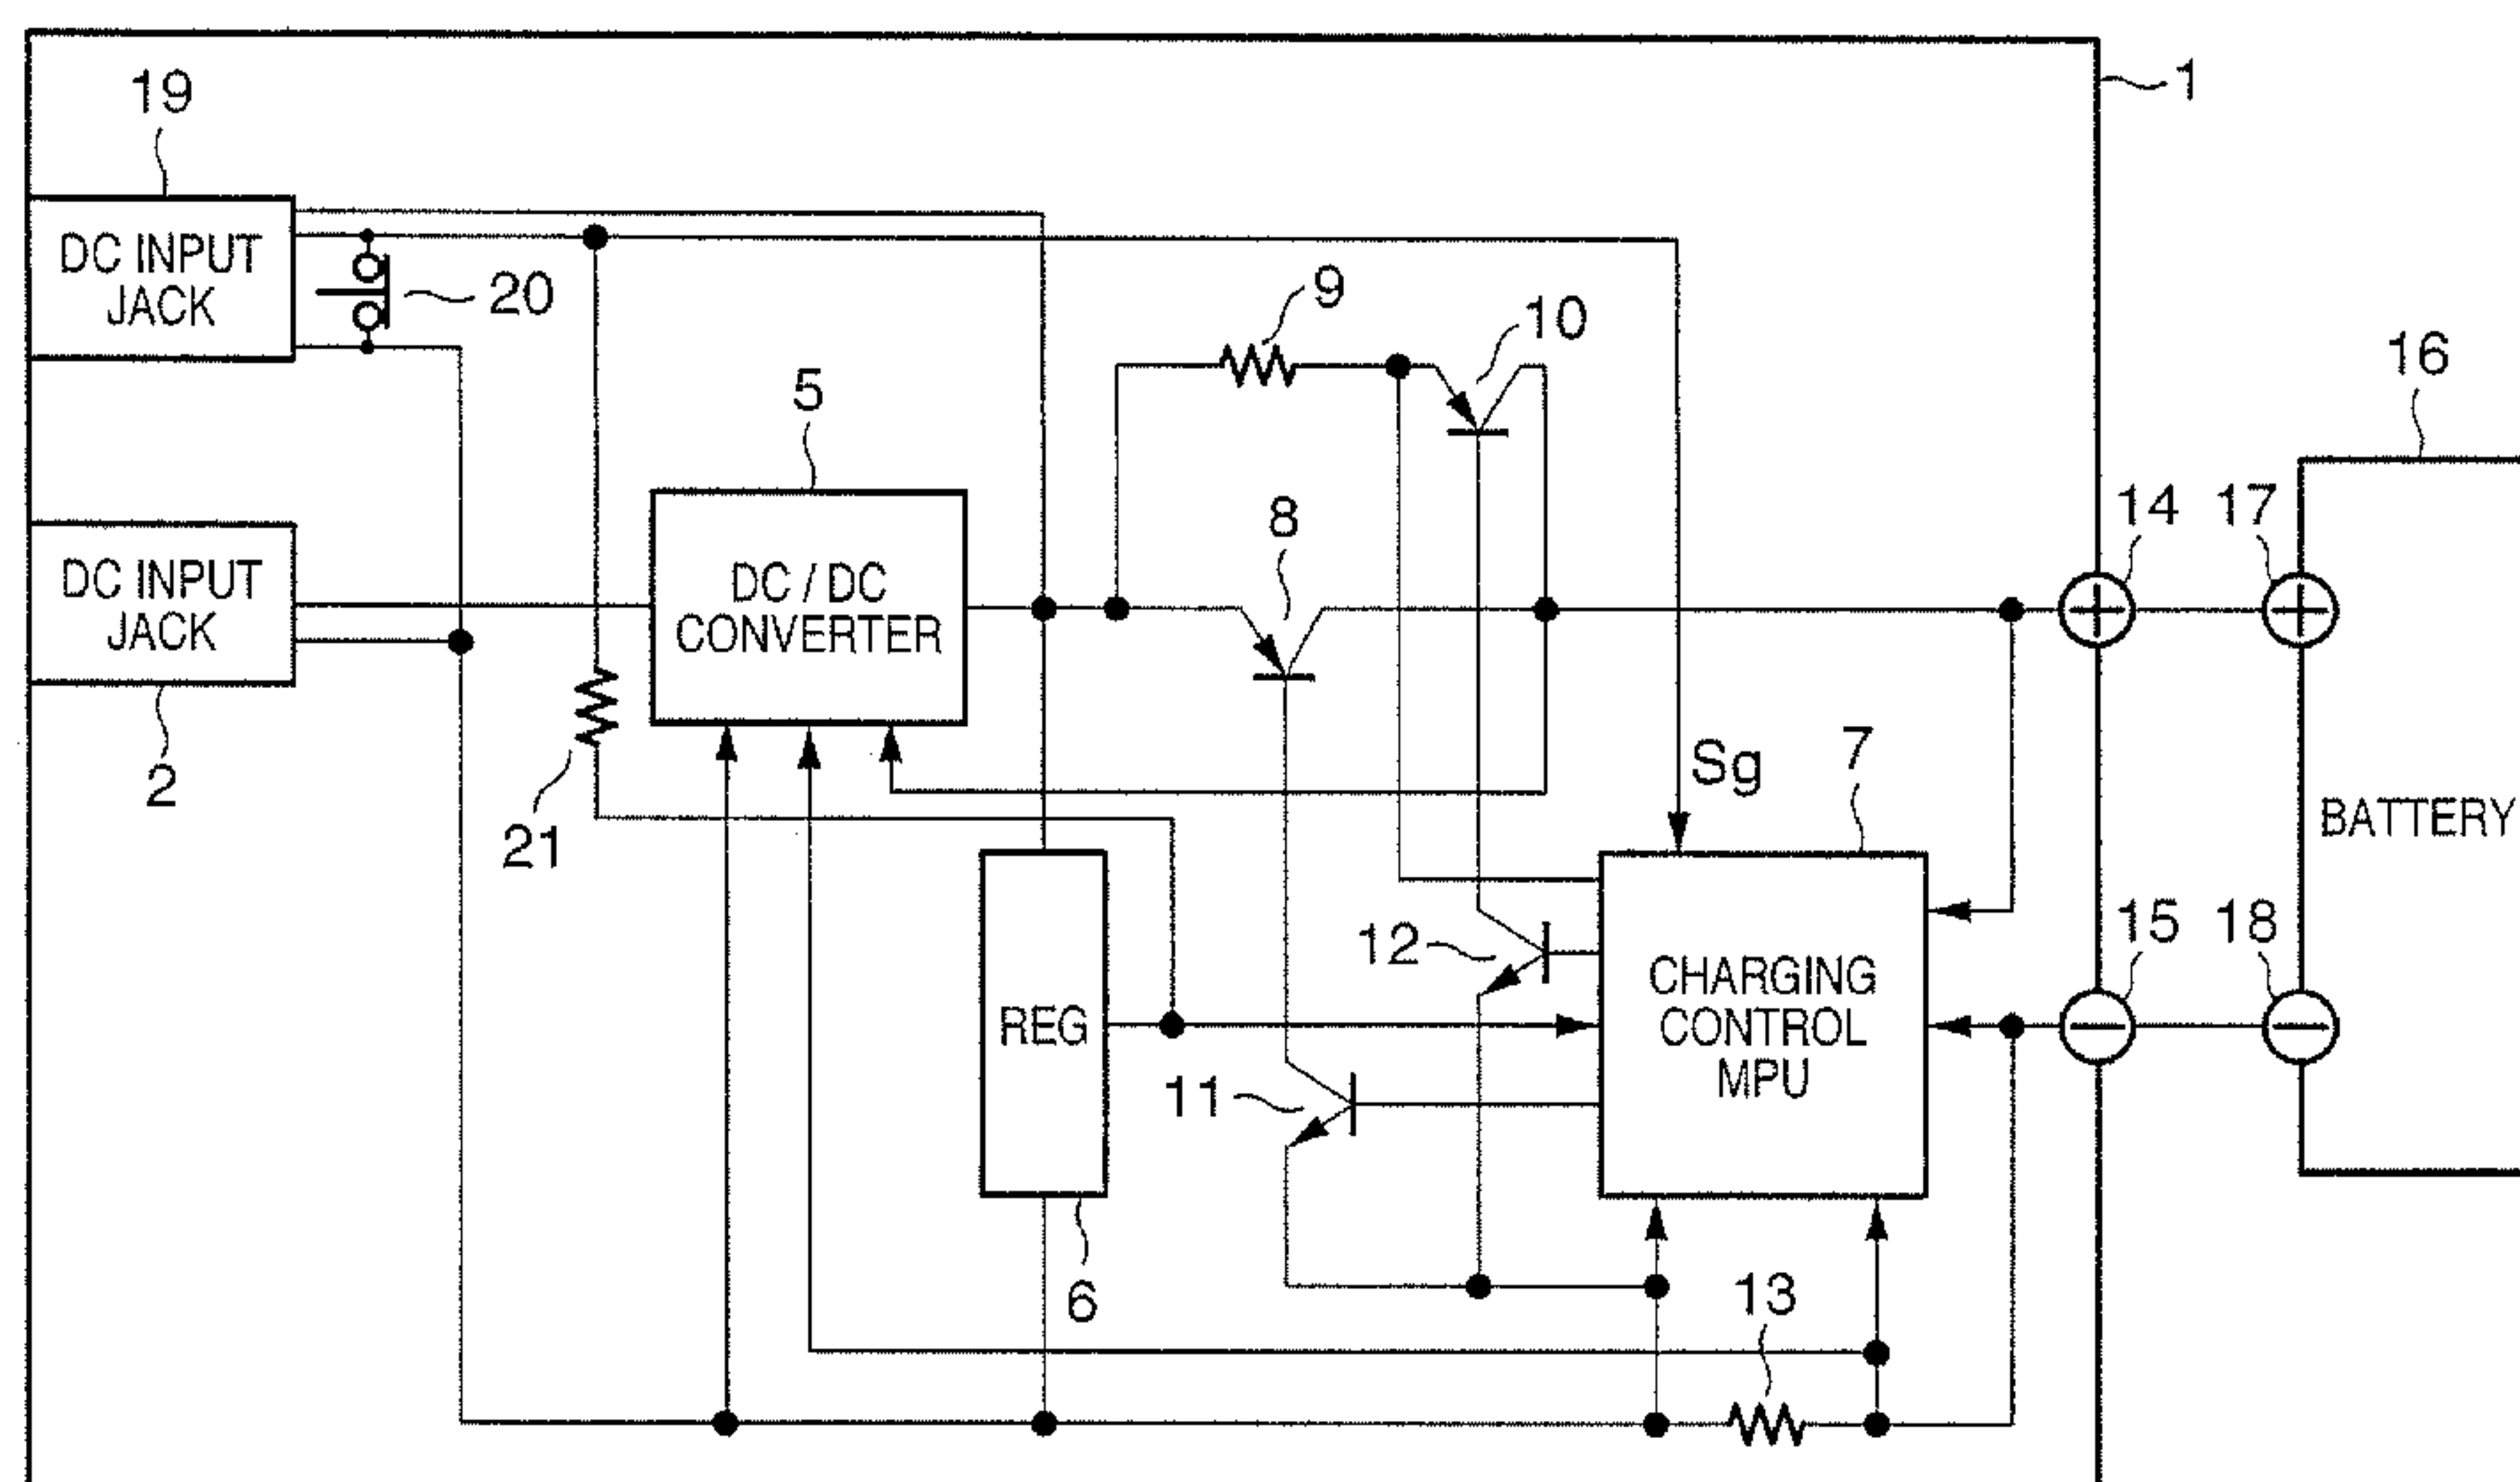 1
19
DC INPUT
JACK
20
9
10
16
5
8
14
17
DC INPUT
JACK
2
DC / DC
CONVERTER
21
Sg
7
BATTERY
12
15
18
REG
CHARGING
CONTROL
MPU
11
6
13